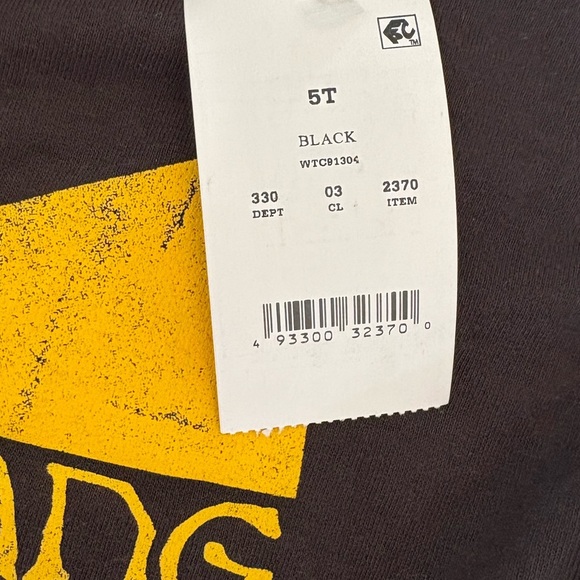 5T
BLACK
WTC91304
330 03 2370
DEPT CL ITEM
4 93300 32370 0